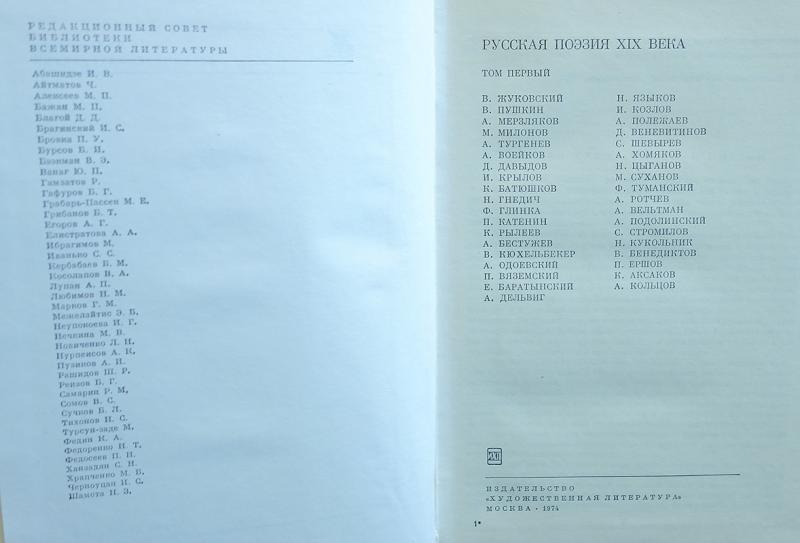 РЕДАКЦИОННЫЙ СОВЕТ
БИБЛИОТЕКИ
ВСЕМИРНОЙ ЛИТЕРАТУРЫ
Абашидзе И. В.
Айтматов Ч.
Алексеев М. П.
Бажан М. П.
Благой Д. Д.
Брагинский И. С.
Бровка П. У.
Бурсов Б. И.
Ванаг Ю. П.
Гамзатов Р.
Гафуров Б. Г.
Грабарь-Пассек М. Е.
Грибанов Б. Т.
Егоров А. Г.
Елистратова А. А.
Ибрагимов М.
Иванько С. С.
Кербабаев Б. М.
Косолапов В. А.
Лупан А. П.
Любимов Н. М.
Марков Г. М.
Межелайтис Э. Б.
Неупокоева И. Г.
Нечкина М. В.
Новиченко Л. Н.
Нурпеисов А. К.
Пузиков А. И.
Рашидов Ш. Р.
Реизов Б. Г.
Самарин Р. М.
Сомов В. С.
Сучков Б. Л.
Тихонов Н. С.
Турсун-заде М.
Федин К. А.
Федоренко Н. Т.
Федосеев П. Н.
Ханзадян С. Н.
Храпченко М. Б.
Черноуцан И. С.
Шамота Н. З.
РУССКАЯ ПОЭЗИЯ XIX ВЕКА
ТОМ ПЕРВЫЙ
В. ЖУКОВСКИЙ
В. ПУШКИН
А. МЕРЗЛЯКОВ
М. МИЛОНОВ
А. ТУРГЕНЕВ
А. ВОЕЙКОВ
Д. ДАВЫДОВ
И. КРЫЛОВ
К. БАТЮШКОВ
Н. ГНЕДИЧ
Ф. ГЛИНКА
П. КАТЕНИН
К. РЫЛЕЕВ
А. БЕСТУЖЕВ
В. КЮХЕЛЬБЕКЕР
А. ОДОЕВСКИЙ
П. ВЯЗЕМСКИЙ
Е. БАРАТЫНСКИЙ
А. ДЕЛЬВИГ
Н. ЯЗЫКОВ
И. КОЗЛОВ
А. ПОЛЕЖАЕВ
Д. ВЕНЕВИТИНОВ
С. ШЕВЫРЕВ
А. ХОМЯКОВ
Н. ЦЫГАНОВ
М. СУХАНОВ
Ф. ТУМАНСКИЙ
А. РОТЧЕВ
А. ВЕЛЬТМАН
А. ПОДОЛИНСКИЙ
С. СТРОМИЛОВ
Н. КУКОЛЬНИК
В. БЕНЕДИКТОВ
П. ЕРШОВ
К. АКСАКОВ
А. КОЛЬЦОВ
ИЗДАТЕЛЬСТВО
«ХУДОЖЕСТВЕННАЯ ЛИТЕРАТУРА»
МОСКВА · 1974
1*